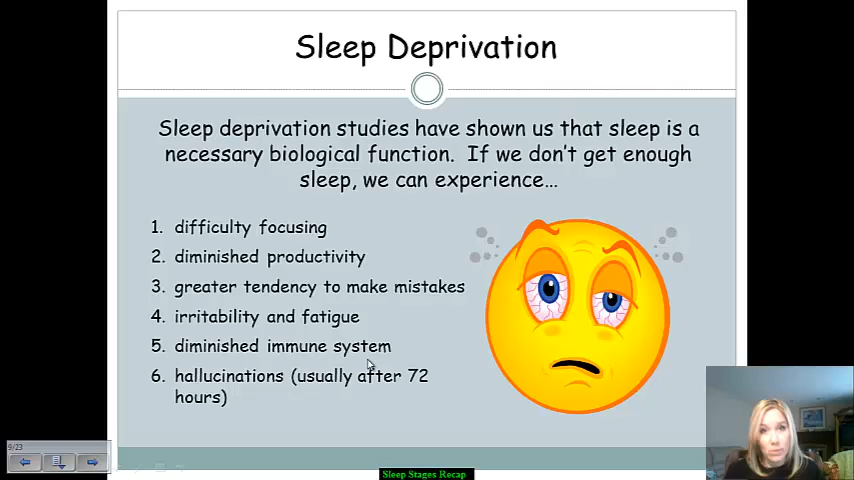 Sleep Deprivation
Sleep deprivation studies have shown us that sleep is a
necessary biological function.  If we don't get enough
sleep, we can experience…
1. difficulty focusing
2. diminished productivity
3. greater tendency to make mistakes
4. irritability and fatigue
5. diminished immune system
6. hallucinations (usually after 72
hours)
9/23
Sleep Stages Recap